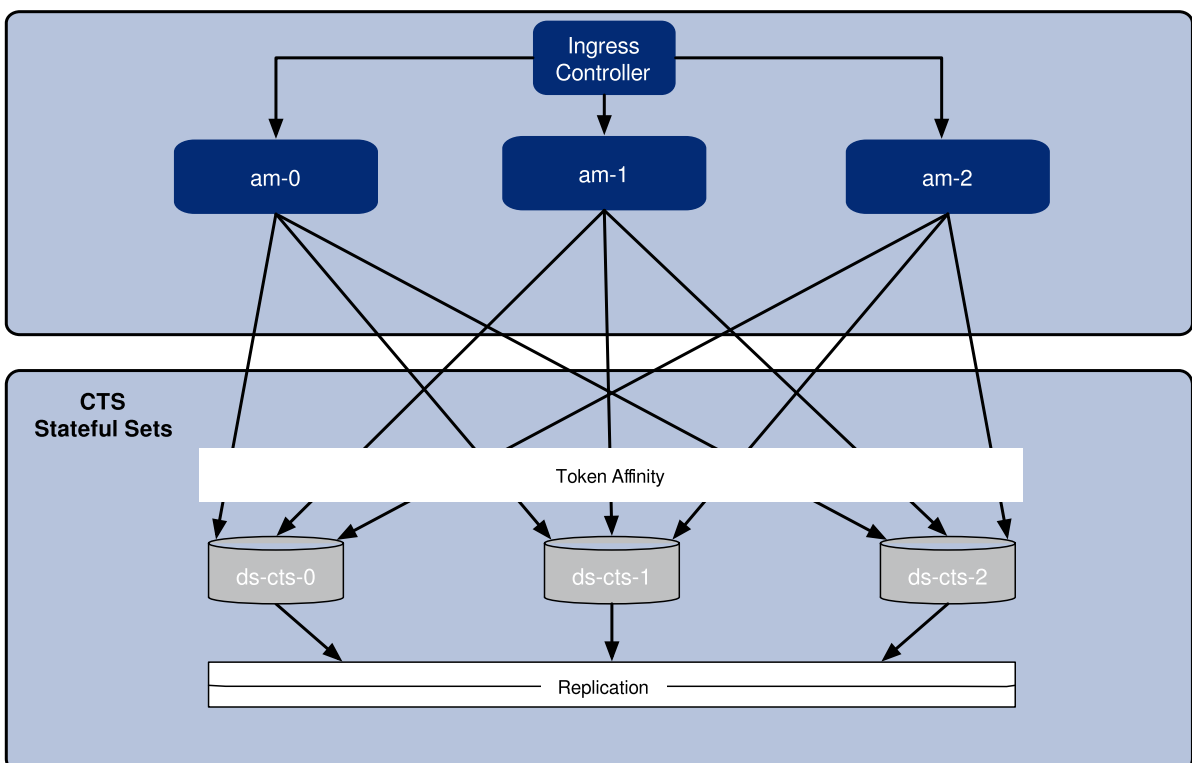 Ingress
Controller
am-0
am-1
am-2
CTS
Stateful Sets
Token Affinity
ds-cts-0
ds-cts-1
ds-cts-2
Replication